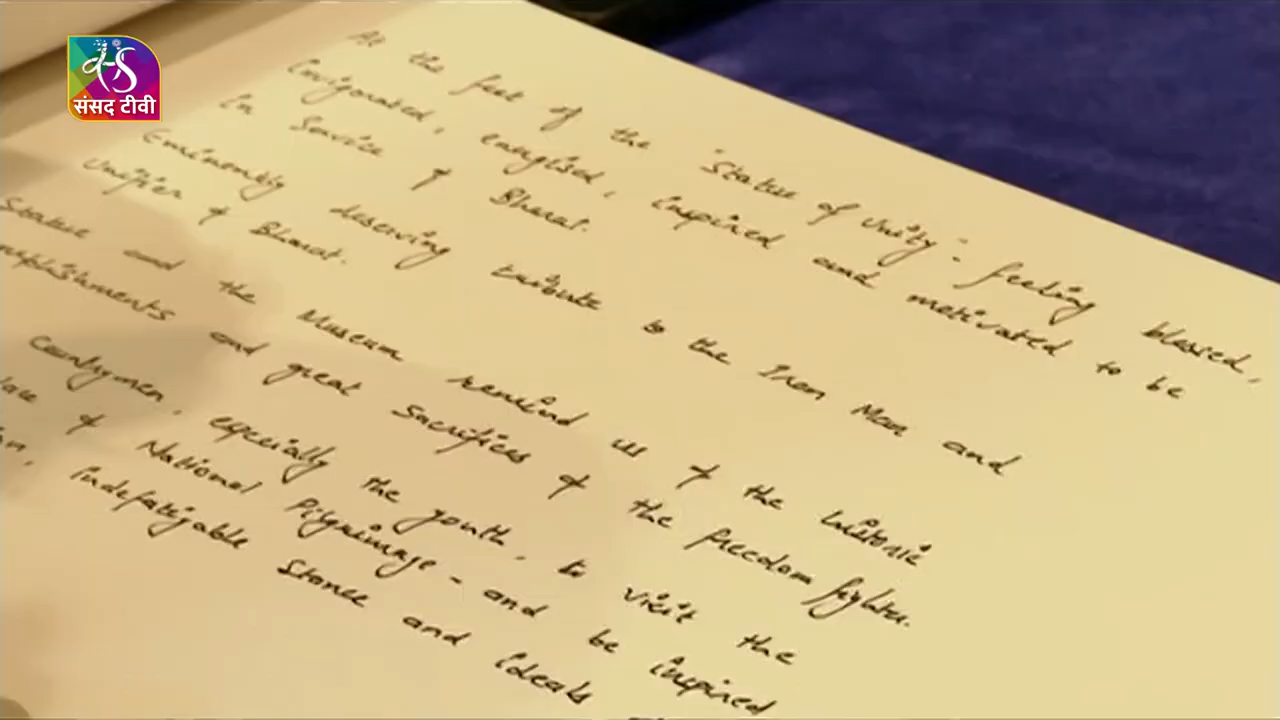 संसद टीवी
At the feet of the "Statue of Unity" - feeling blessed,
invigorated, energised, inspired and motivated to be
in Service of Bharat.
Eminently deserving tribute to the Iron Man and
Unifier of Bharat.
Statue and the Museum remind us of the historic
mplishments and great Sacrifices of the freedom fighters.
Countrymen, especially the youth, to visit the
lace of National Pilgrimage - and be inspired
indefatigable Stance and ideals